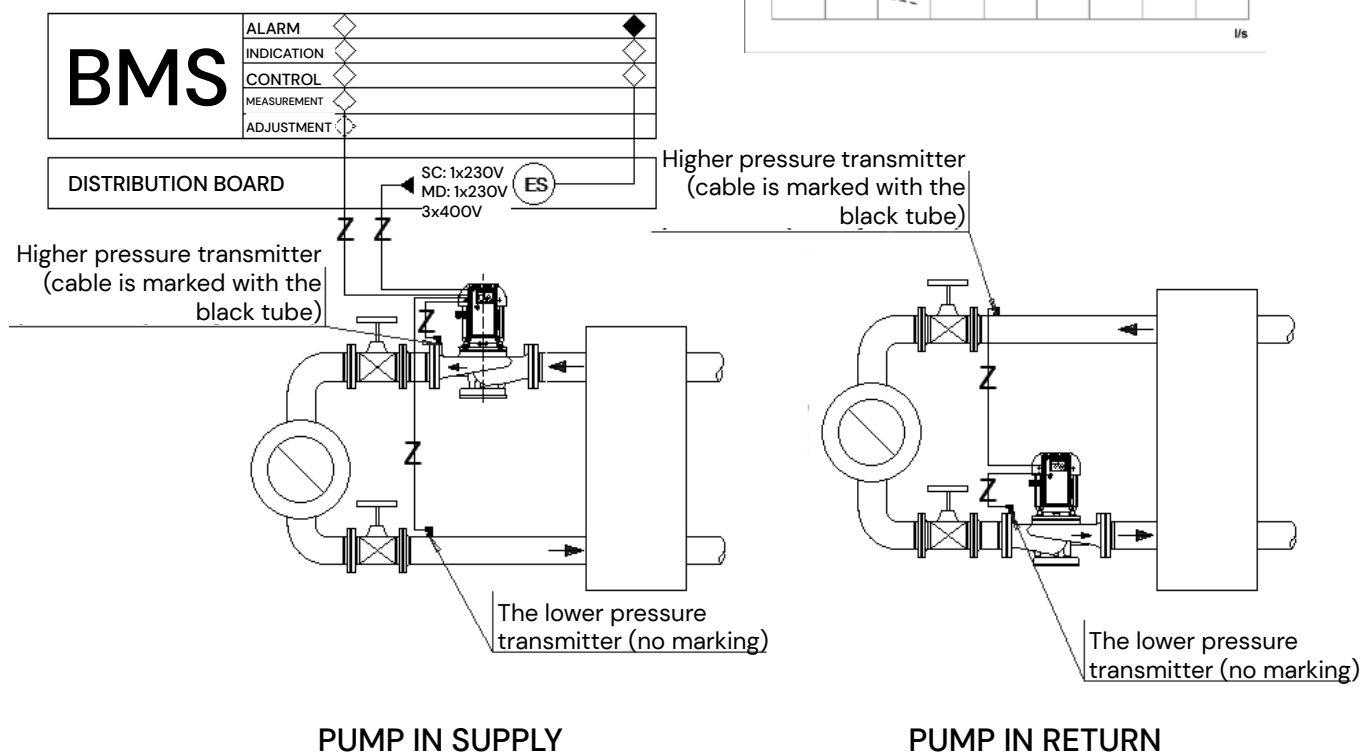 l/s
BMS
ALARM
INDICATION
CONTROL
MEASUREMENT
ADJUSTMENT
DISTRIBUTION BOARD
SC: 1x230V
MD: 1x230V
3x400V
ES
Higher pressure transmitter
(cable is marked with the
black tube)
Higher pressure transmitter
(cable is marked with the
black tube)
Z Z
Z
Z
Z
Z
The lower pressure
transmitter (no marking)
The lower pressure
transmitter (no marking)
PUMP IN SUPPLY
PUMP IN RETURN